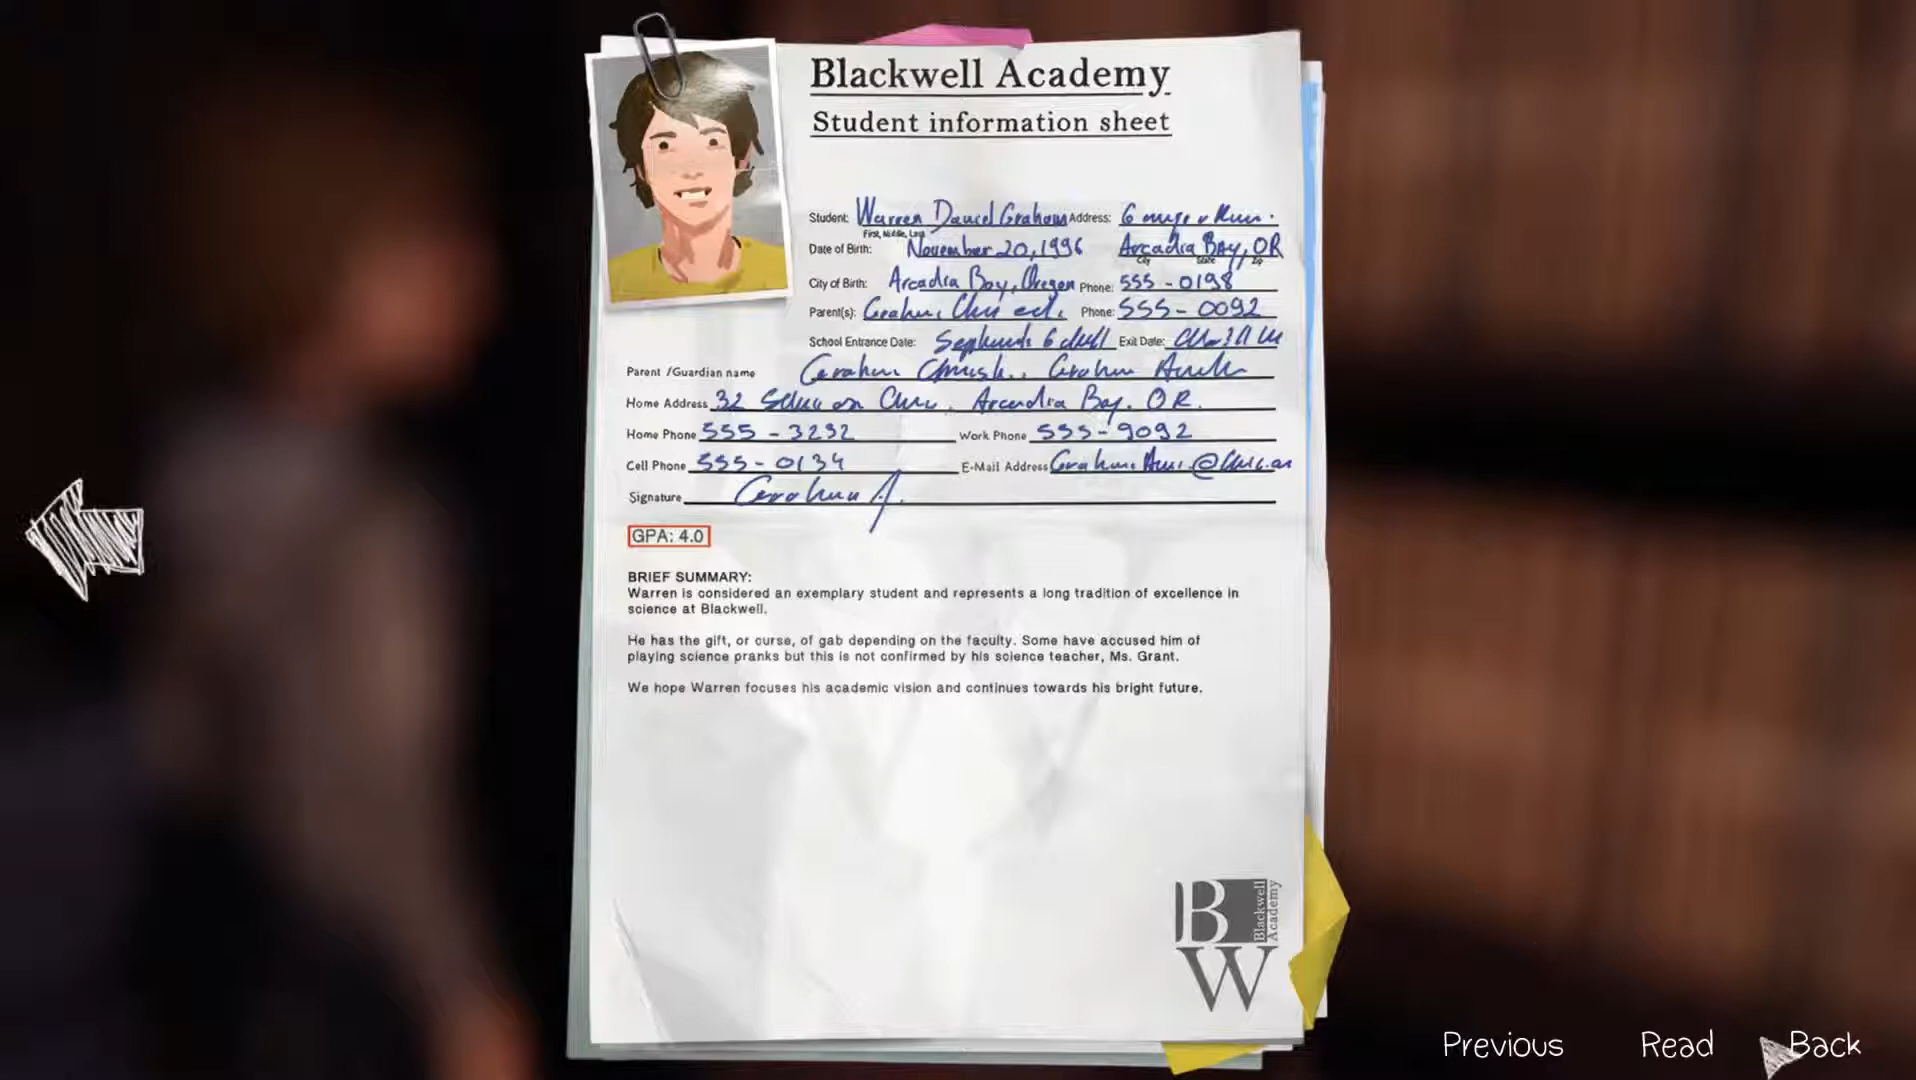 Blackwell Academy
Student information sheet
Student: Warren Daniel Graham Address:
First, Middle, Last
Date of Birth: November 20, 1996 Arcadia Bay, OR
City State Zip
City of Birth: Arcadia Bay, Oregon Phone: 555-0198
Parent(s): Graham, Phone: 555-0092
School Entrance Date: Exit Date:
Parent /Guardian name Graham Graham
Home Address 32 Arcadia Bay. OR.
Home Phone 555-3232 Work Phone 555-9092
Cell Phone 555-0134 E-Mail Address
Signature Graham A.
GPA: 4.0
BRIEF SUMMARY:
Warren is considered an exemplary student and represents a long tradition of excellence in
science at Blackwell.
He has the gift, or curse, of gab depending on the faculty. Some have accused him of
playing science pranks but this is not confirmed by his science teacher, Ms. Grant.
We hope Warren focuses his academic vision and continues towards his bright future.
B Blackwell Academy
W
Previous Read Back